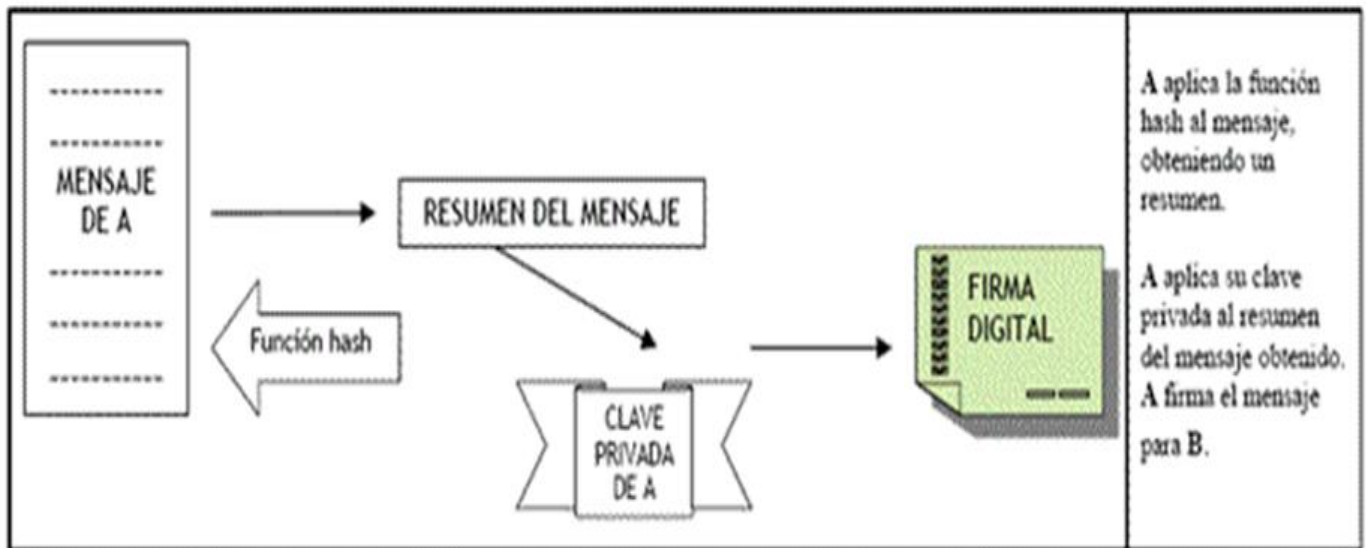 MENSAJE
DE A
RESUMEN DEL MENSAJE
Función hash
CLAVE
PRIVADA
DE A
FIRMA
DIGITAL
A aplica la función
hash al mensaje,
obteniendo un
resumen.
A aplica su clave
privada al resumen
del mensaje obtenido.
A firma el mensaje
para B.